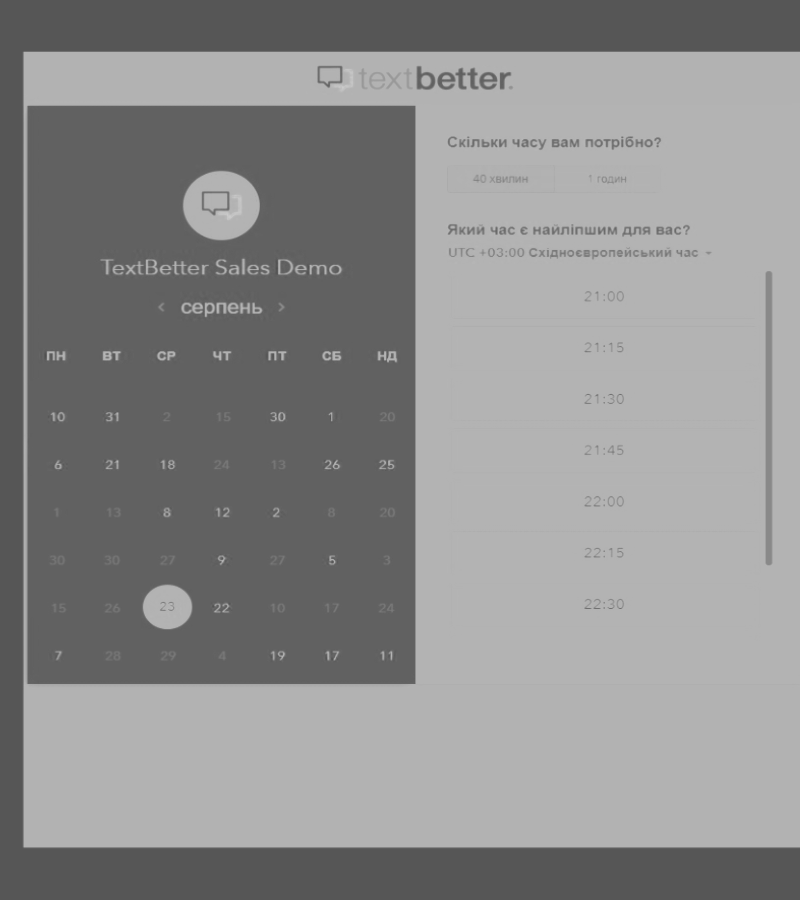 textbetter.
TextBetter Sales Demo
< серпень >
ПН ВТ СР ЧТ ПТ СБ НД
10 31 2 15 30 1 20
6 21 18 24 13 26 25
1 13 8 12 2 8 20
30 30 27 9 27 5 3
15 26 23 22 10 17 24
7 28 29 4 19 17 11
Скільки часу вам потрібно?
40 хвилин 1 годин
Який час є найліпшим для вас?
UTC +03:00 Східноєвропейський час
21:00
21:15
21:30
21:45
22:00
22:15
22:30